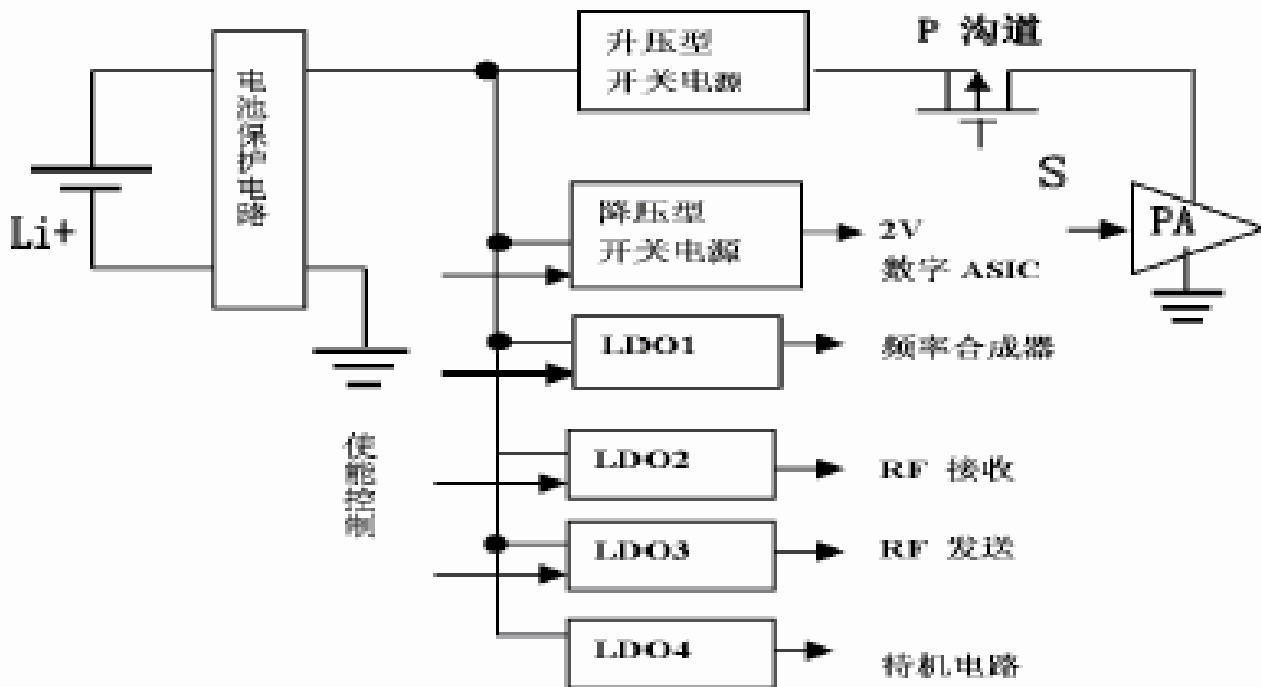 升压型
开关电源
P 沟道
电池保护电路
Li+
降压型
开关电源
2V
数字 ASIC
S
PA
LDO1
频率合成器
使能控制
LDO2
RF 接收
LDO3
RF 发送
LDO4
待机电路